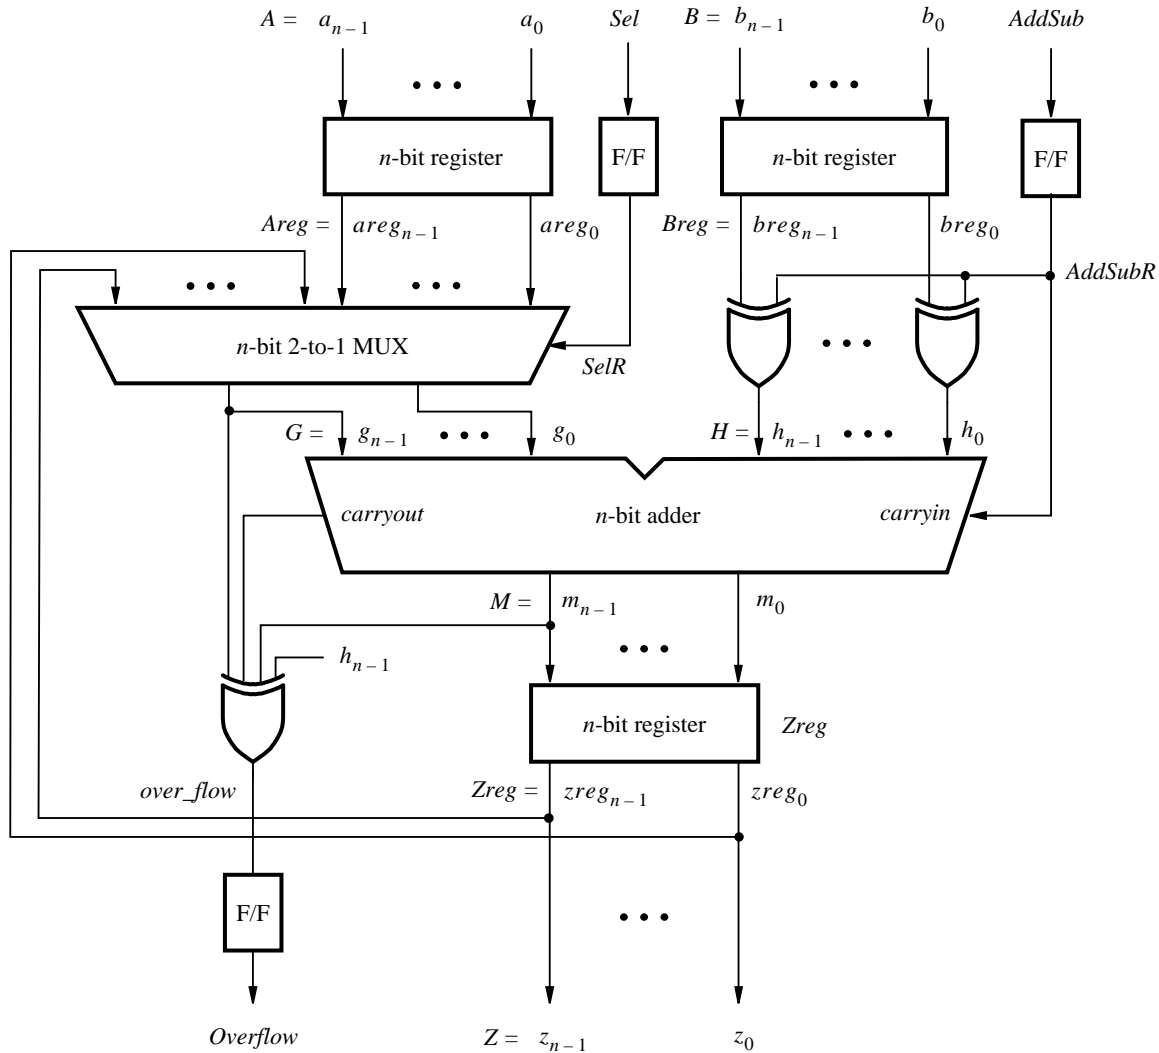 A = a_{n – 1} a_0 Sel B = b_{n – 1} b_0 AddSub
n-bit register F/F n-bit register F/F
Areg = areg_{n – 1} areg_0 Breg = breg_{n – 1} breg_0
AddSubR
n-bit 2-to-1 MUX
SelR
G = g_{n – 1} g_0 H = h_{n – 1} h_0
carryout n-bit adder carryin
M = m_{n – 1} m_0
h_{n – 1}
n-bit register Zreg
over_flow Zreg = zreg_{n – 1} zreg_0
F/F
Overflow Z = z_{n – 1} z_0